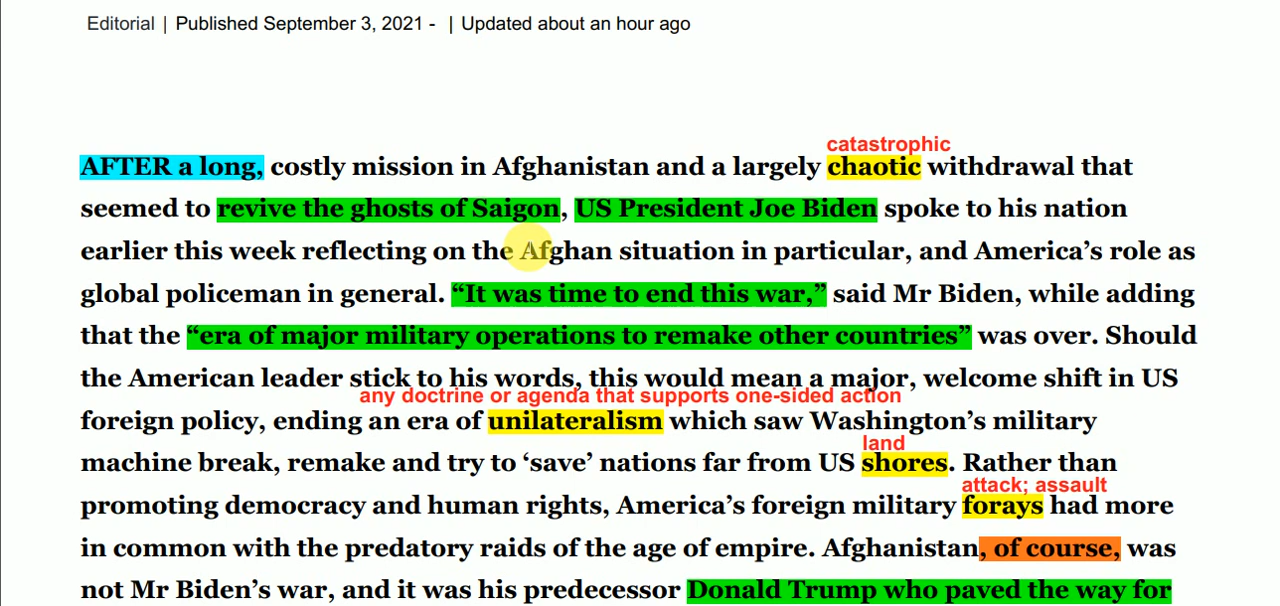 Editorial | Published September 3, 2021 - | Updated about an hour ago
catastrophic
AFTER a long, costly mission in Afghanistan and a largely chaotic withdrawal that
seemed to revive the ghosts of Saigon, US President Joe Biden spoke to his nation
earlier this week reflecting on the Afghan situation in particular, and America’s role as
global policeman in general. “It was time to end this war,” said Mr Biden, while adding
that the “era of major military operations to remake other countries” was over. Should
the American leader stick to his words, this would mean a major, welcome shift in US
any doctrine or agenda that supports one-sided action
foreign policy, ending an era of unilateralism which saw Washington’s military
land
machine break, remake and try to ‘save’ nations far from US shores. Rather than
attack; assault
promoting democracy and human rights, America’s foreign military forays had more
in common with the predatory raids of the age of empire. Afghanistan, of course, was
not Mr Biden’s war, and it was his predecessor Donald Trump who paved the way for